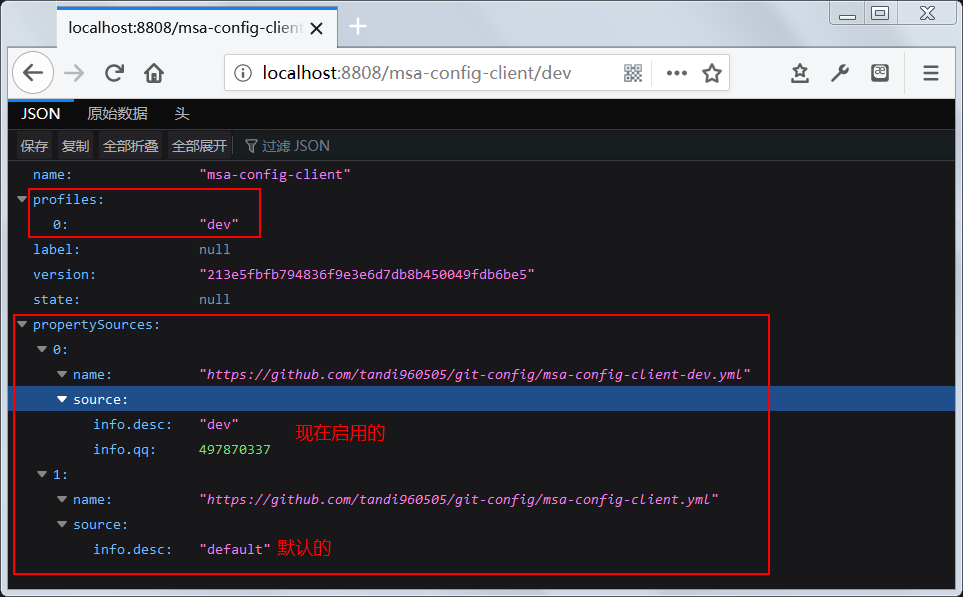 localhost:8808/msa-config-client
localhost:8808/msa-config-client/dev
JSON 原始数据 头
保存 复制 全部折叠 全部展开 过滤 JSON
name: "msa-config-client"
profiles:
0: "dev"
label: null
version: "213e5fbfb794836f9e3e6d7db8b450049fdb6be5"
state: null
propertySources:
0:
name: "https://github.com/tandi960505/git-config/msa-config-client-dev.yml"
source:
info.desc: "dev"
现在启用的
info.qq: 497870337
1:
name: "https://github.com/tandi960505/git-config/msa-config-client.yml"
source:
info.desc: "default" 默认的